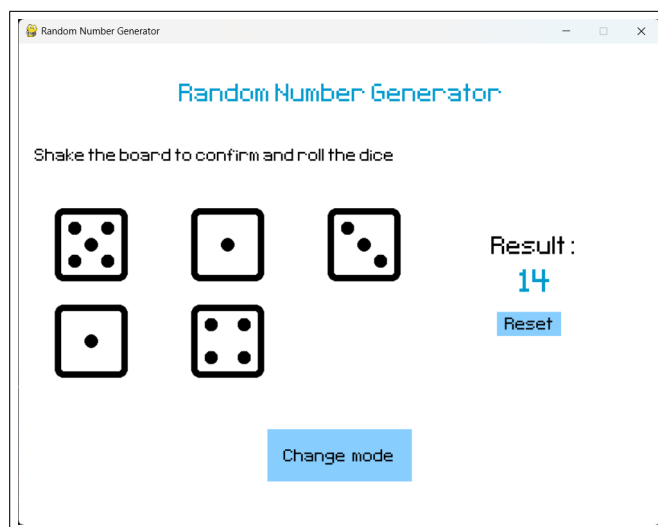 Random Number Generator
Random Number Generator
Shake the board to confirm and roll the dice
Result:
14
Reset
Change mode